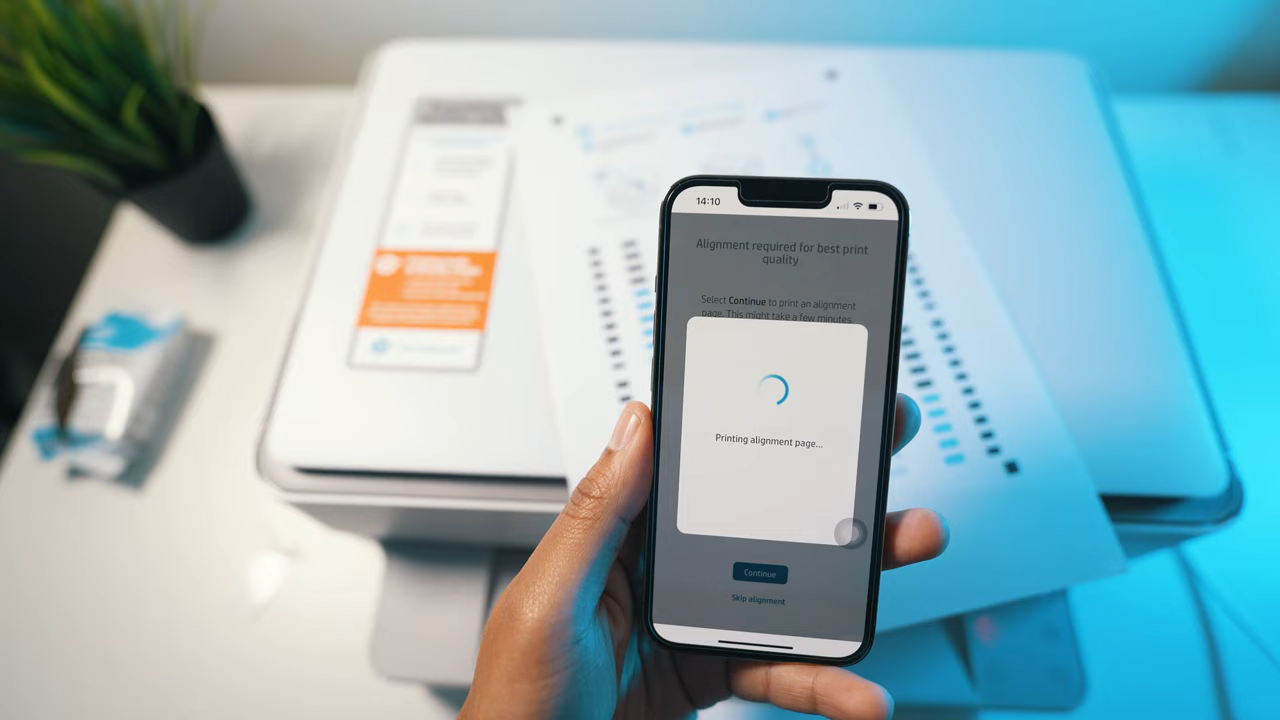 14:10
Alignment required for best print
quality
Select Continue to print an alignment
page. This might take a few minutes.
Printing alignment page...
Continue
Skip alignment